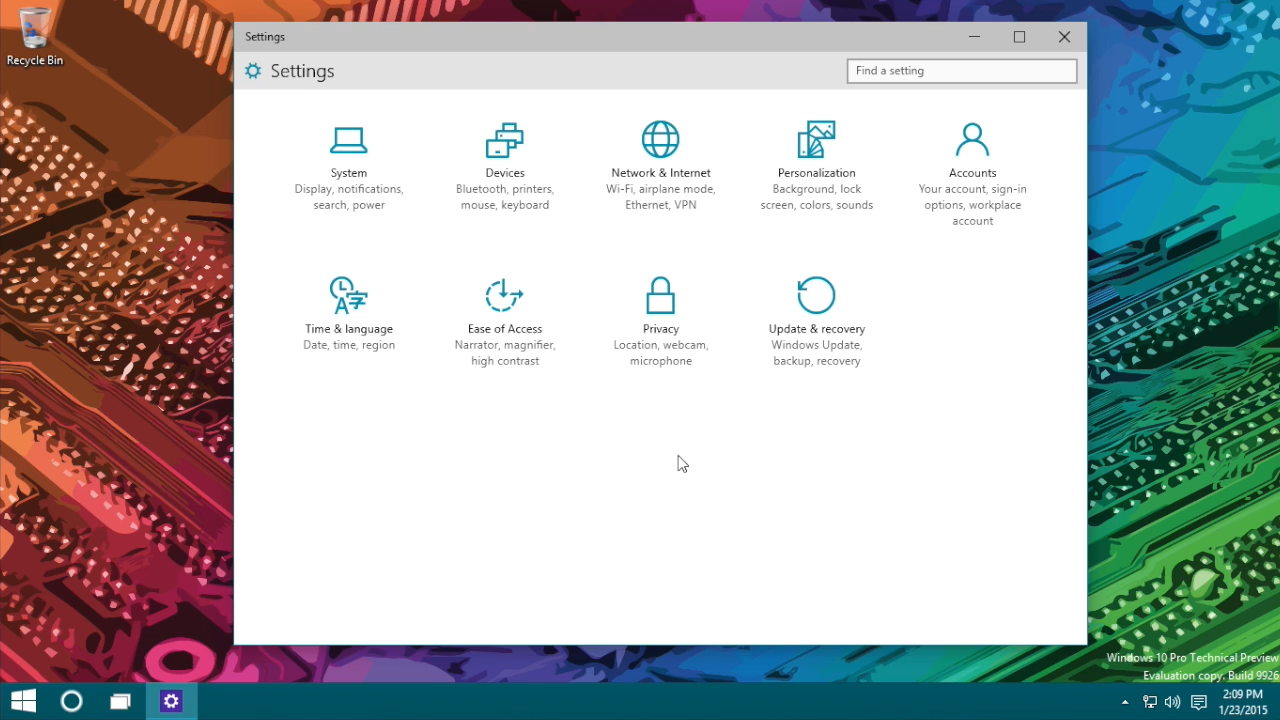 Recycle Bin
Settings
Settings
Find a setting
System
Display, notifications,
search, power
Devices
Bluetooth, printers,
mouse, keyboard
Network & Internet
Wi-Fi, airplane mode,
Ethernet, VPN
Personalization
Background, lock
screen, colors, sounds
Accounts
Your account, sign-in
options, workplace
account
A字
Time & language
Date, time, region
Ease of Access
Narrator, magnifier,
high contrast
Privacy
Location, webcam,
microphone
Update & recovery
Windows Update,
backup, recovery
Windows 10 Pro Technical Preview
Evaluation copy. Build 9926
2:09 PM
1/23/2015